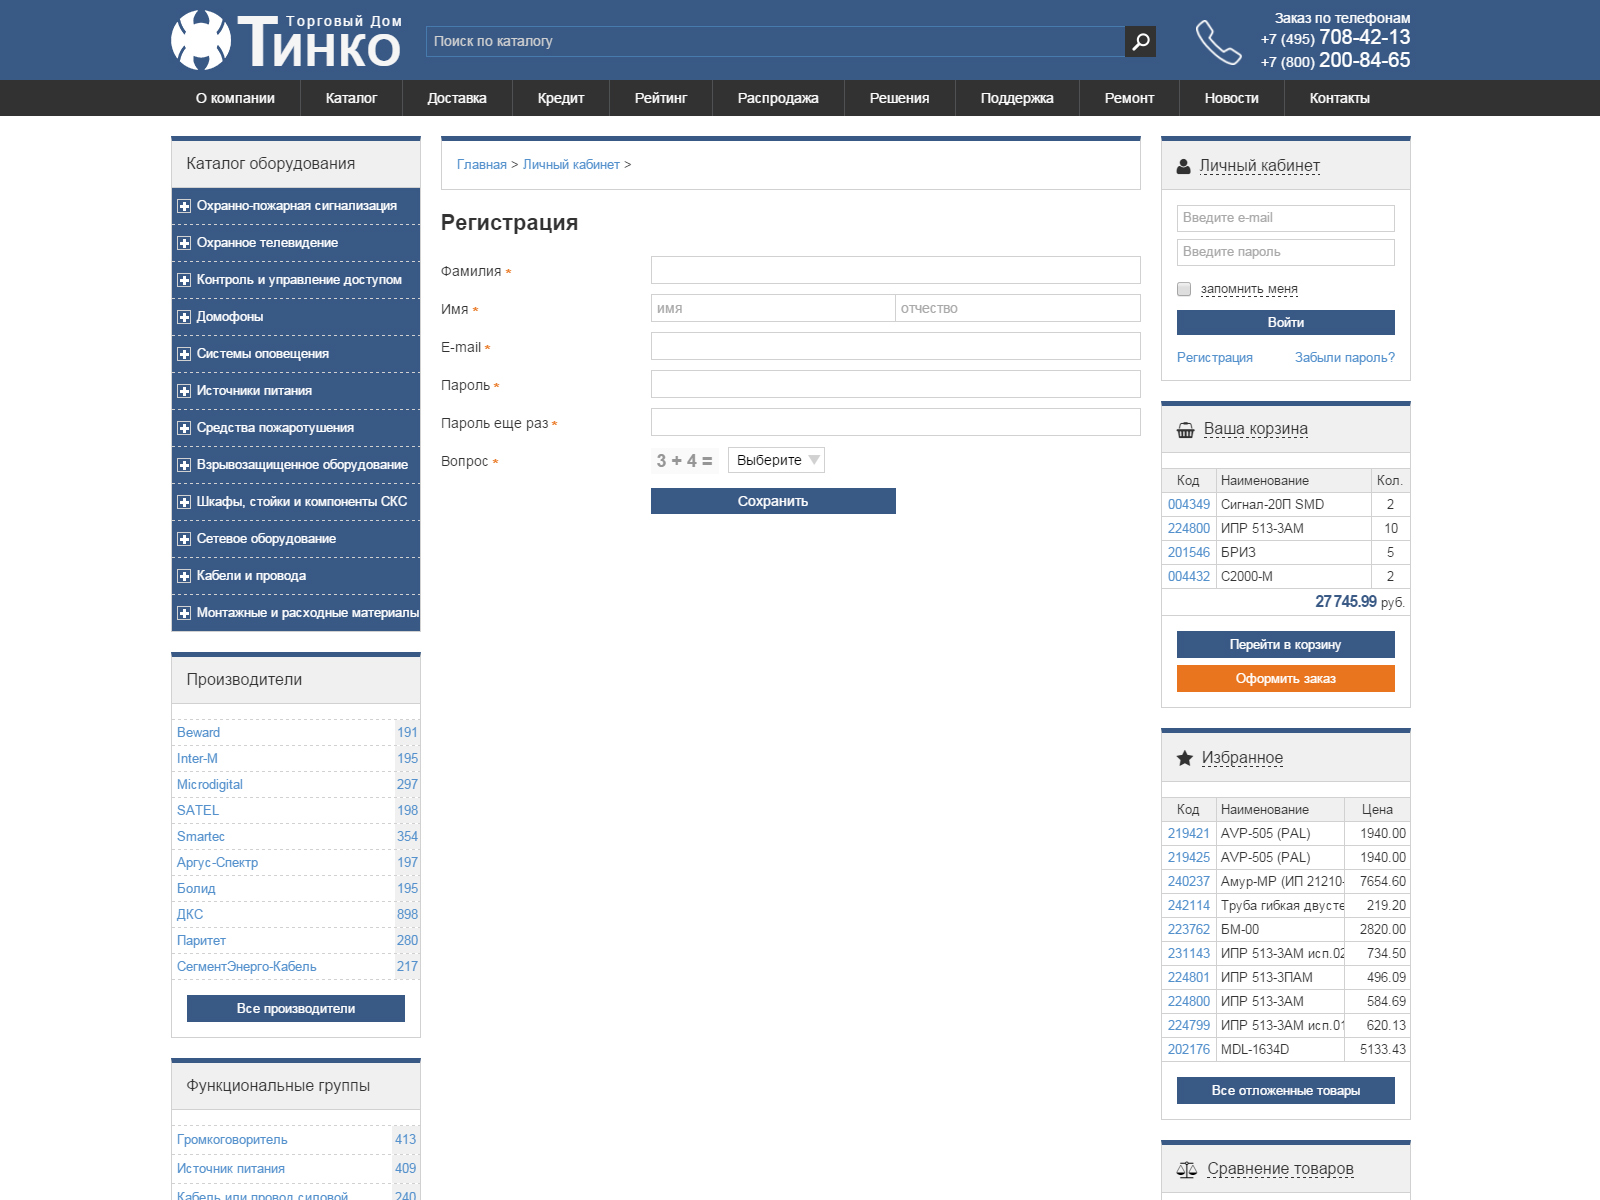 Торговый Дом
Тинко
Поиск по каталогу
Заказ по телефонам
+7 (495) 708-42-13
+7 (800) 200-84-65
О компании Каталог Доставка Кредит Рейтинг Распродажа Решения Поддержка Ремонт Новости Контакты
Каталог оборудования
Охранно-пожарная сигнализация
Охранное телевидение
Контроль и управление доступом
Домофоны
Системы оповещения
Источники питания
Средства пожаротушения
Взрывозащищенное оборудование
Шкафы, стойки и компоненты СКС
Сетевое оборудование
Кабели и провода
Монтажные и расходные материалы
Производители
Beward 191
Inter-M 195
Microdigital 297
SATEL 198
Smartec 354
Аргус-Спектр 197
Болид 195
ДКС 898
Паритет 280
СегментЭнерго-Кабель 217
Все производители
Функциональные группы
Громкоговоритель 413
Источник питания 409
Кабель или провод силовой 240
Главная > Личный кабинет >
Регистрация
Фамилия *
Имя * имя отчество
E-mail *
Пароль *
Пароль еще раз *
Вопрос * 3 + 4 = Выберите
Сохранить
Личный кабинет
Введите e-mail
Введите пароль
запомнить меня
Войти
Регистрация Забыли пароль?
Ваша корзина
Код Наименование Кол.
004349 Сигнал-20П SMD 2
224800 ИПР 513-3АМ 10
201546 БРИЗ 5
004432 С2000-М 2
27 745.99 руб.
Перейти в корзину
Оформить заказ
Избранное
Код Наименование Цена
219421 AVP-505 (PAL) 1940.00
219425 AVP-505 (PAL) 1940.00
240237 Амур-МР (ИП 21210- 7654.60
242114 Труба гибкая двусте 219.20
223762 БМ-00 2820.00
231143 ИПР 513-3АМ исп.02 734.50
224801 ИПР 513-3ПАМ 496.09
224800 ИПР 513-3АМ 584.69
224799 ИПР 513-3АМ исп.01 620.13
202176 MDL-1634D 5133.43
Все отложенные товары
Сравнение товаров